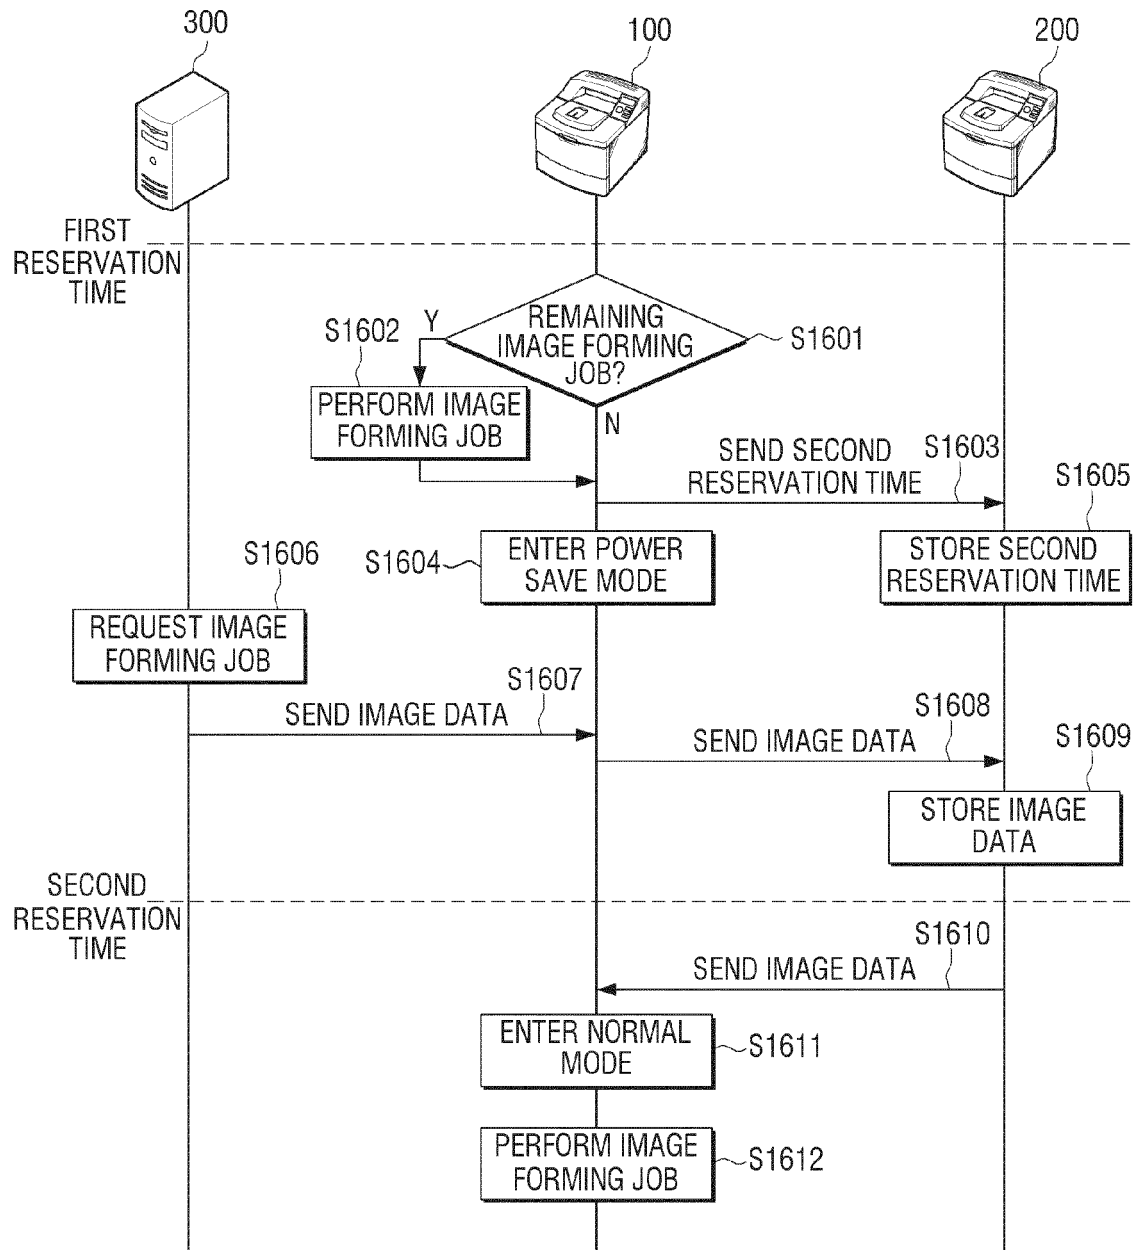 300
100
200
FIRST
RESERVATION
TIME
REMAINING
IMAGE FORMING
JOB?
S1601
Y
S1602
PERFORM IMAGE
FORMING JOB
N
SEND SECOND
RESERVATION TIME
S1603
S1604
ENTER POWER
SAVE MODE
S1605
STORE SECOND
RESERVATION TIME
S1606
REQUEST IMAGE
FORMING JOB
SEND IMAGE DATA
S1607
SEND IMAGE DATA
S1608
S1609
STORE IMAGE
DATA
SECOND
RESERVATION
TIME
SEND IMAGE DATA
S1610
ENTER NORMAL
MODE
S1611
PERFORM IMAGE
FORMING JOB
S1612